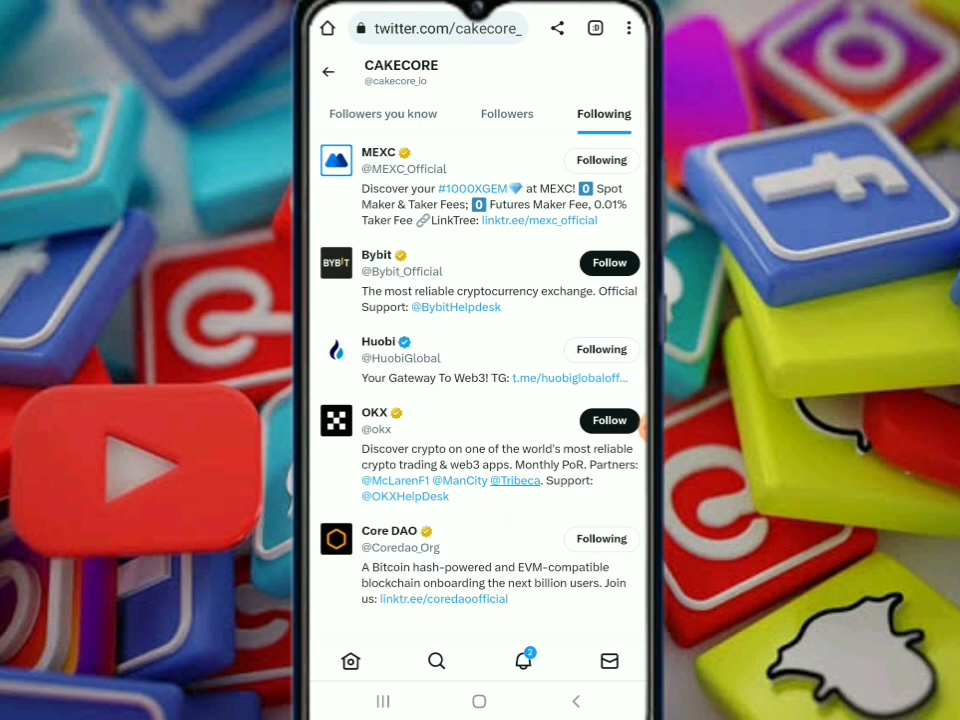 twitter.com/cakecore_
:D
CAKECORE
@cakecore_io
Followers you know Followers Following
MEXC
@MEXC_Official
Following
Discover your #1000XGEM💎 at MEXC! 0 Spot
Maker & Taker Fees; 0 Futures Maker Fee, 0.01%
Taker Fee 🔗LinkTree: linktr.ee/mexc_official
BYBIT
Bybit
@Bybit_Official
Follow
The most reliable cryptocurrency exchange. Official
Support: @BybitHelpdesk
Huobi
@HuobiGlobal
Following
Your Gateway To Web3! TG: t.me/huobiglobaloff...
OKX
@okx
Follow
Discover crypto on one of the world's most reliable
crypto trading & web3 apps. Monthly PoR. Partners:
@McLarenF1 @ManCity @Tribeca. Support:
@OKXHelpDesk
Core DAO
@Coredao_Org
Following
A Bitcoin hash-powered and EVM-compatible
blockchain onboarding the next billion users. Join
us: linktr.ee/coredaoofficial
2